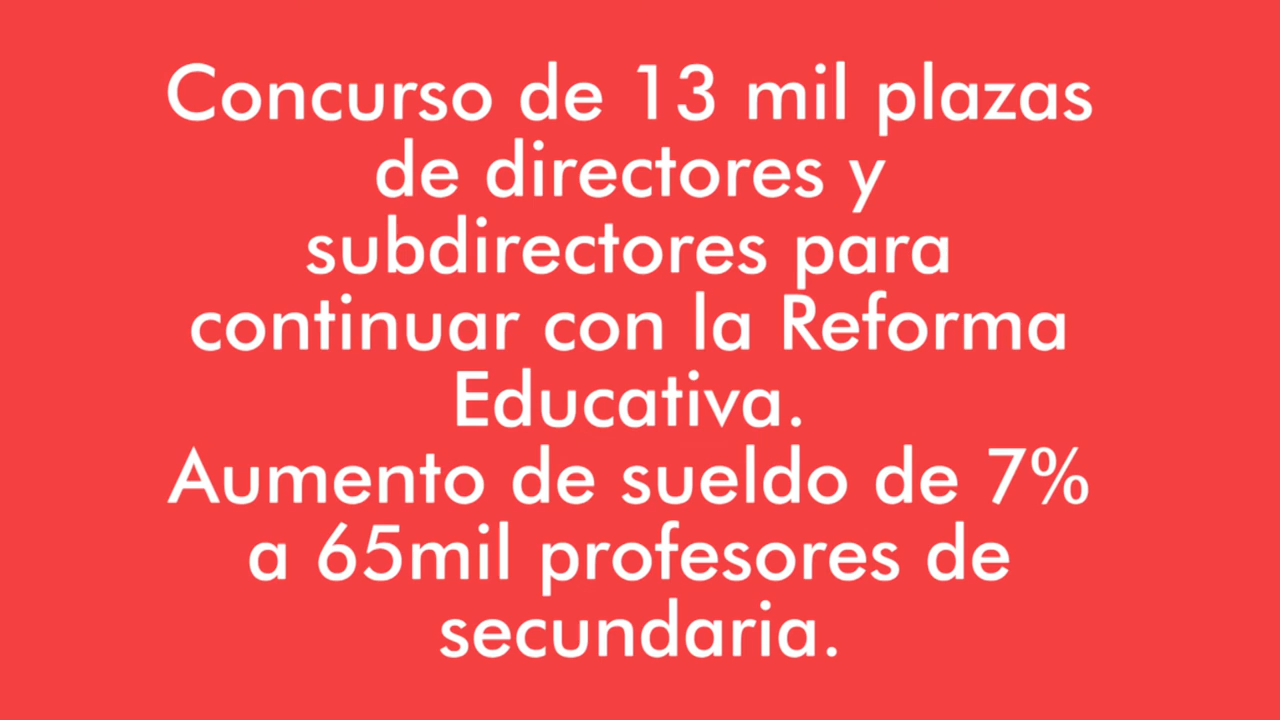 Concurso de 13 mil plazas
de directores y
subdirectores para
continuar con la Reforma
Educativa.
Aumento de sueldo de 7%
a 65mil profesores de
secundaria.